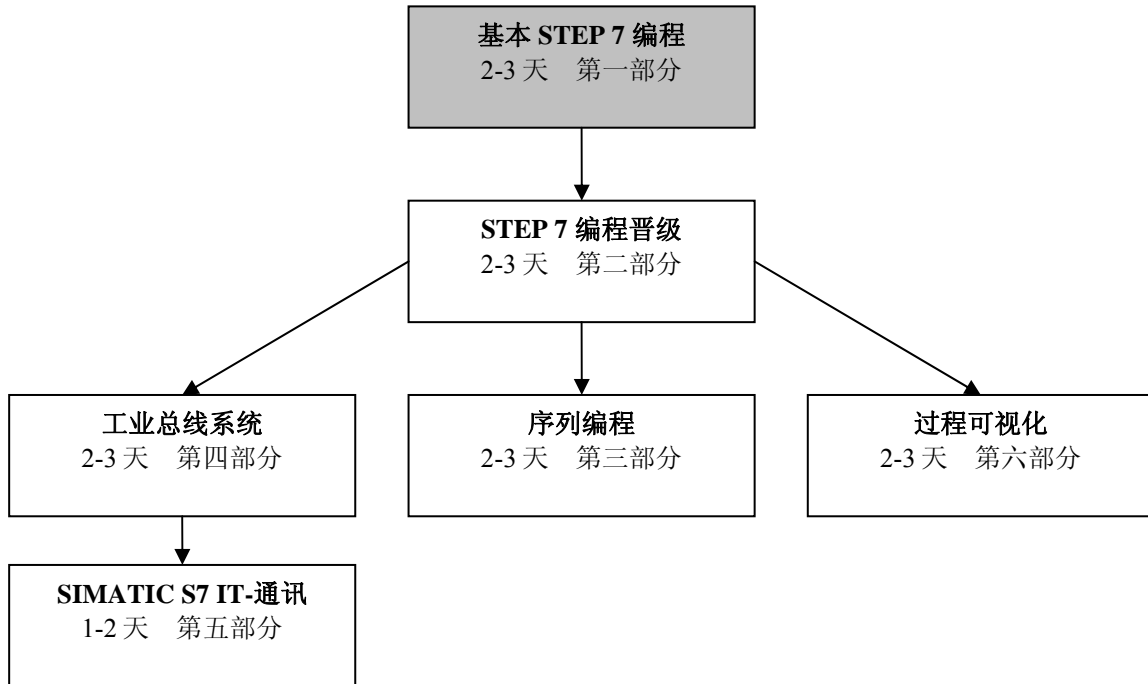 基本 STEP 7 编程
2-3 天 第一部分
STEP 7 编程晋级
2-3 天 第二部分
工业总线系统
2-3 天 第四部分
序列编程
2-3 天 第三部分
过程可视化
2-3 天 第六部分
SIMATIC S7 IT-通讯
1-2 天 第五部分